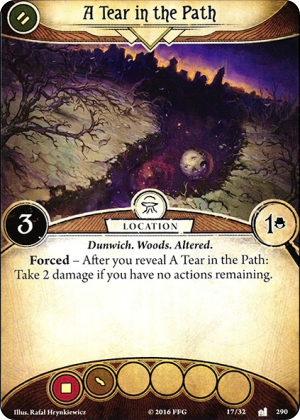 A Tear in the Path
3
LOCATION
1
Dunwich. Woods. Altered.
Forced – After you reveal A Tear in the Path:
Take 2 damage if you have no actions remaining.
Illus. Rafał Hrynkiewicz
© 2016 FFG
17/32
290